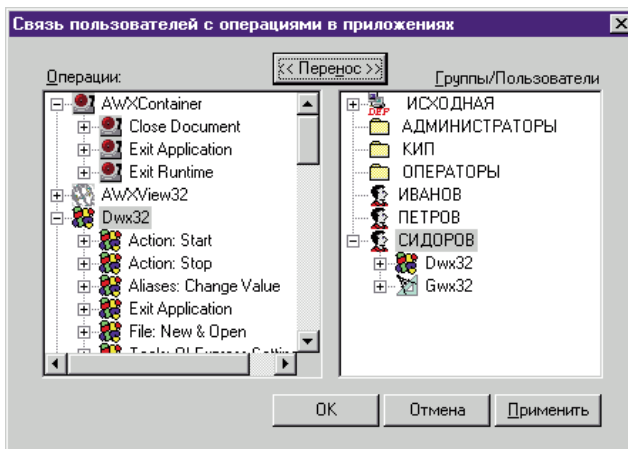 Связь пользователей с операциями в приложениях
<< Перенос >>
Операции:
Группы/Пользователи
AWXContainer
Close Document
Exit Application
Exit Runtime
AWXView32
Dwx32
Action: Start
Action: Stop
Aliases: Change Value
Exit Application
File: New & Open
DEF ИСХОДНАЯ
АДМИНИСТРАТОРЫ
КИП
ОПЕРАТОРЫ
ИВАНОВ
ПЕТРОВ
СИДОРОВ
Dwx32
Gwx32
OK
Отмена
Применить